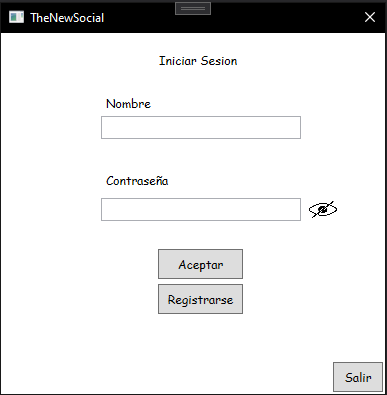 TheNewSocial
Iniciar Sesion
Nombre
Contraseña
Aceptar
Registrarse
Salir